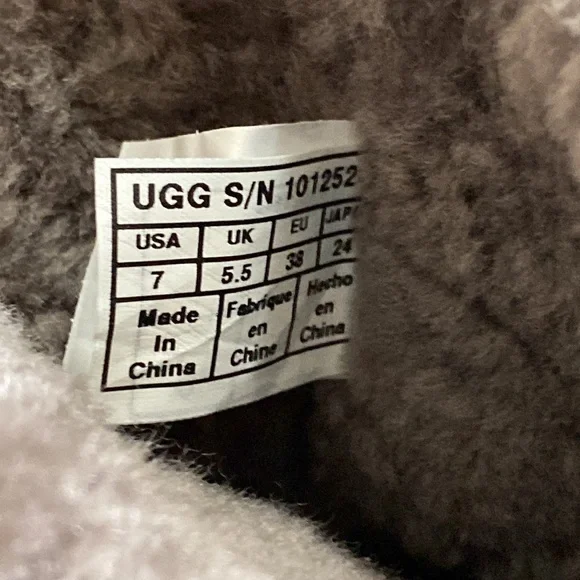 UGG S/N 101252
USA UK EU JAP
7 5.5 38 24
Made Fabrique Hecho
In en en
China Chine China